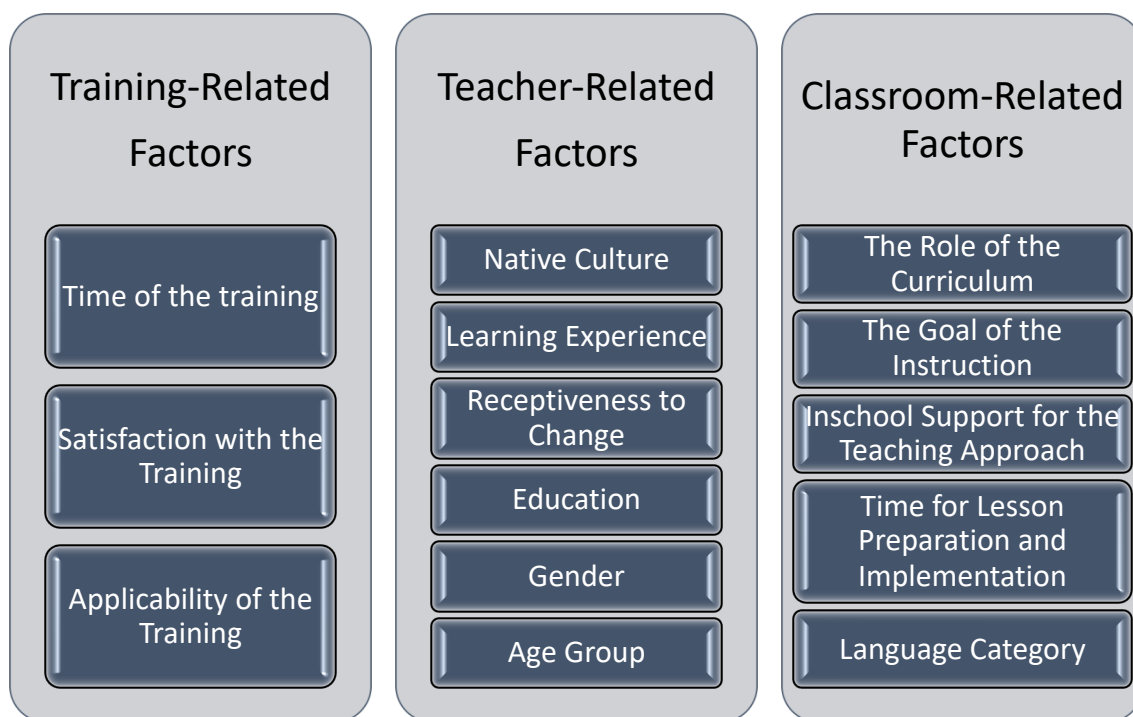 Training-Related
Factors
Time of the training
Satisfaction with the
Training
Applicability of the
Training
Teacher-Related
Factors
Native Culture
Learning Experience
Receptiveness to
Change
Education
Gender
Age Group
Classroom-Related
Factors
The Role of the
Curriculum
The Goal of the
Instruction
Inschool Support for the
Teaching Approach
Time for Lesson
Preparation and
Implementation
Language Category